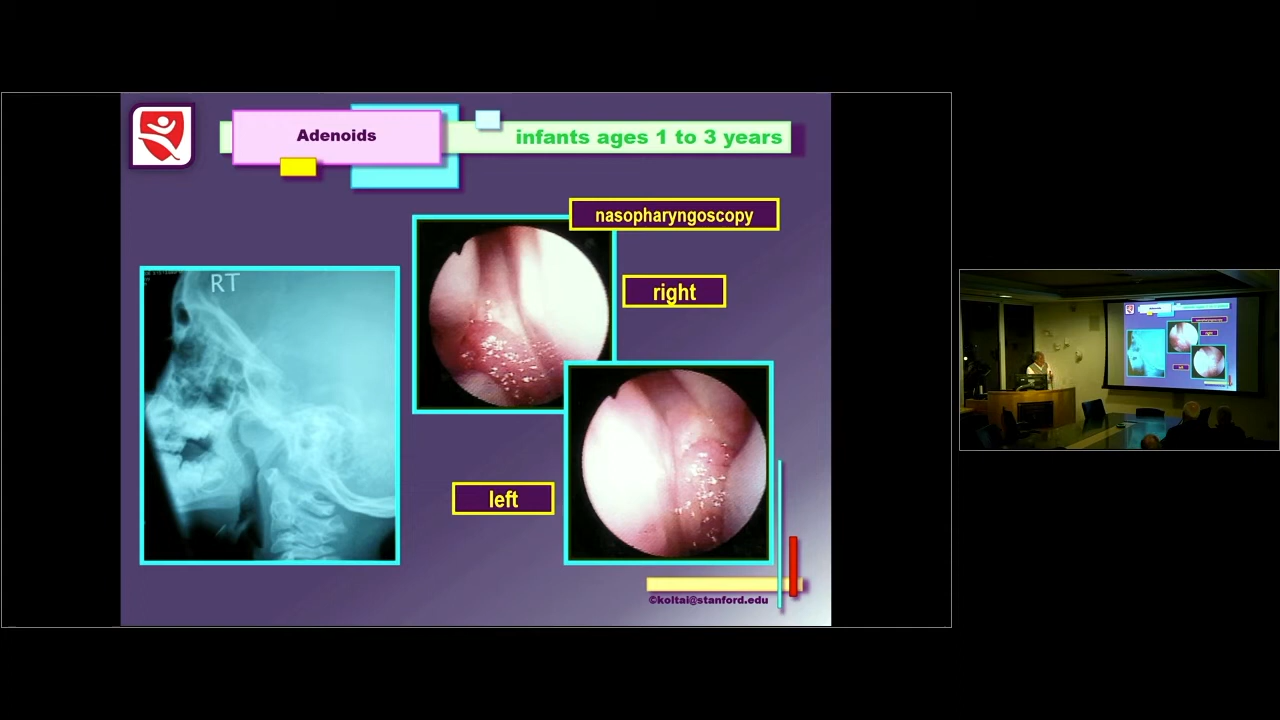 Adenoids
infants ages 1 to 3 years
nasopharyngoscopy
RT
right
left
©koltai@stanford.edu